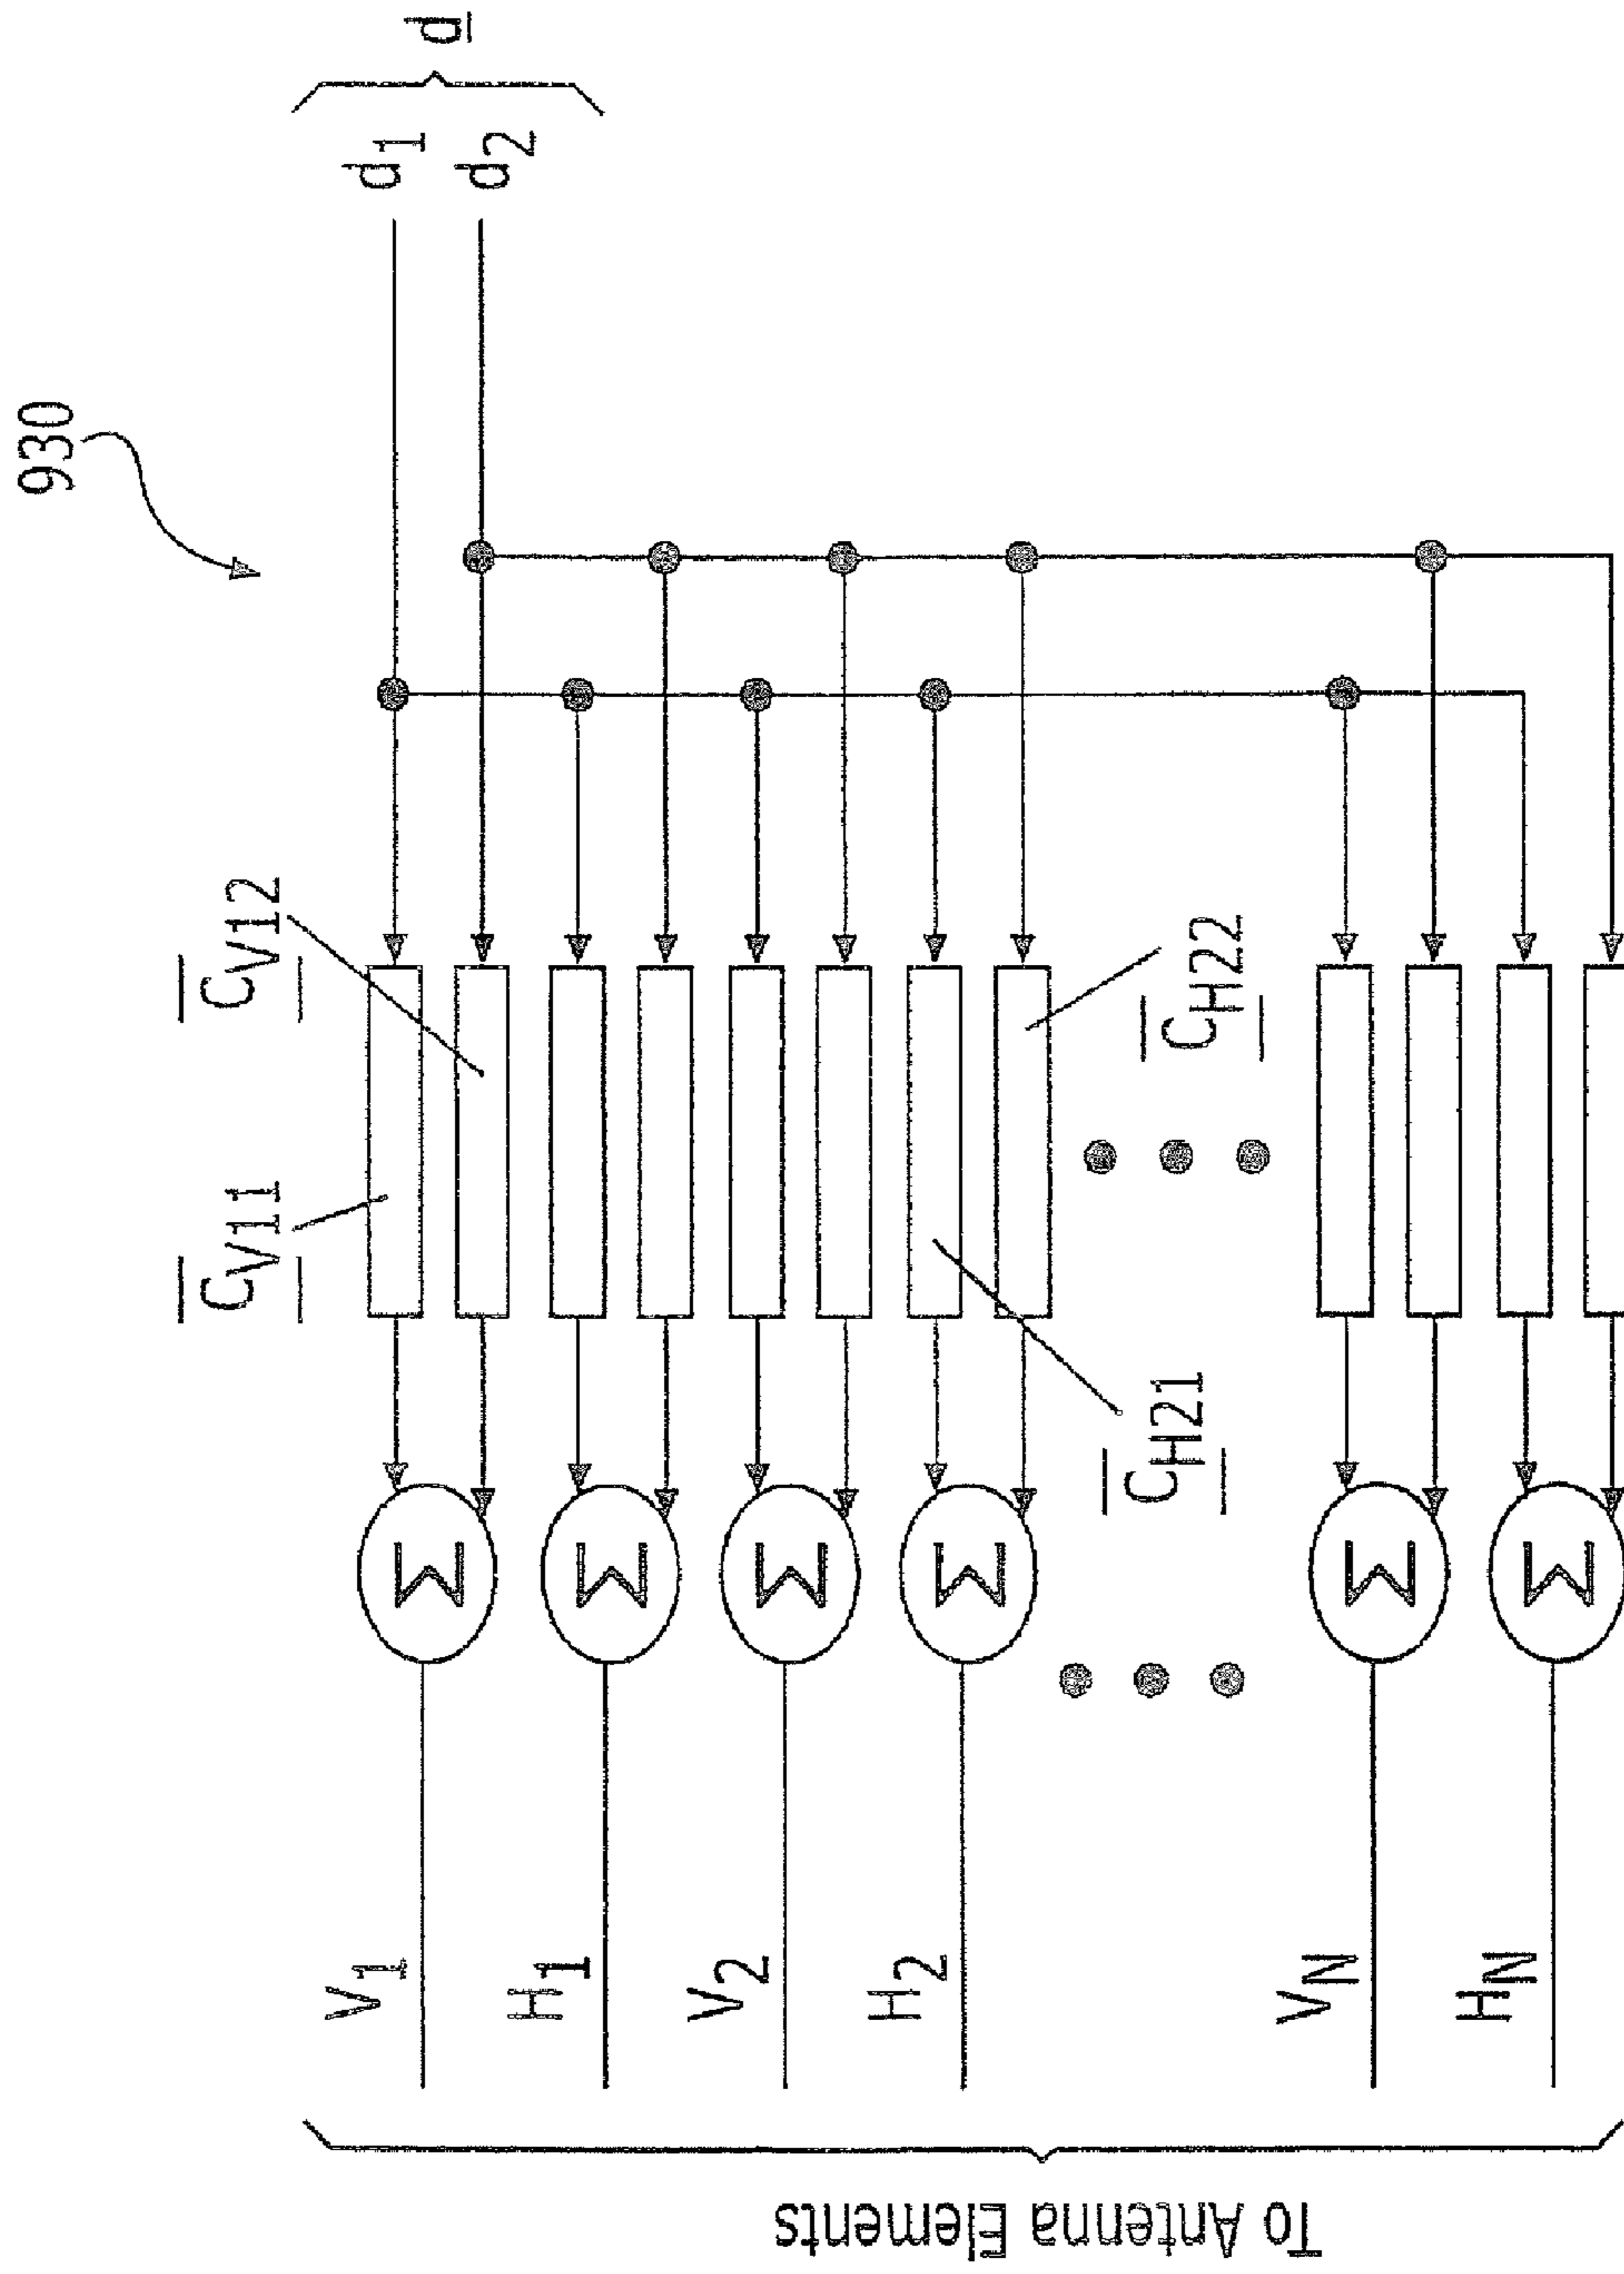 930
d1
d2
d
CV11
CV12
CH21
CH22
Σ
Σ
Σ
Σ
Σ
Σ
V1
H1
V2
H2
VN
HN
To Antenna Elements